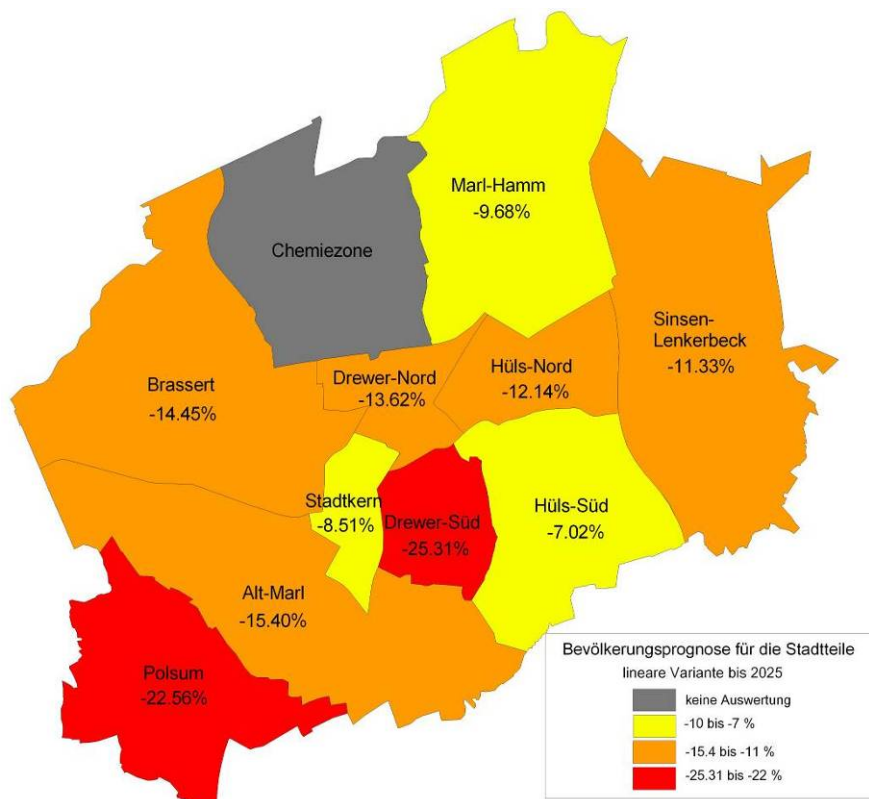 Marl-Hamm
-9.68%
Chemiezone
Sinsen-
Lenkerbeck
-11.33%
Brassert
-14.45%
Drewer-Nord
-13.62%
Hüls-Nord
-12.14%
Stadtkern
-8.51%
Drewer-Süd
-25.31%
Hüls-Süd
-7.02%
Alt-Marl
-15.40%
Polsum
-22.56%
Bevölkerungsprognose für die Stadtteile
lineare Variante bis 2025
keine Auswertung
-10 bis -7 %
-15.4 bis -11 %
-25.31 bis -22 %